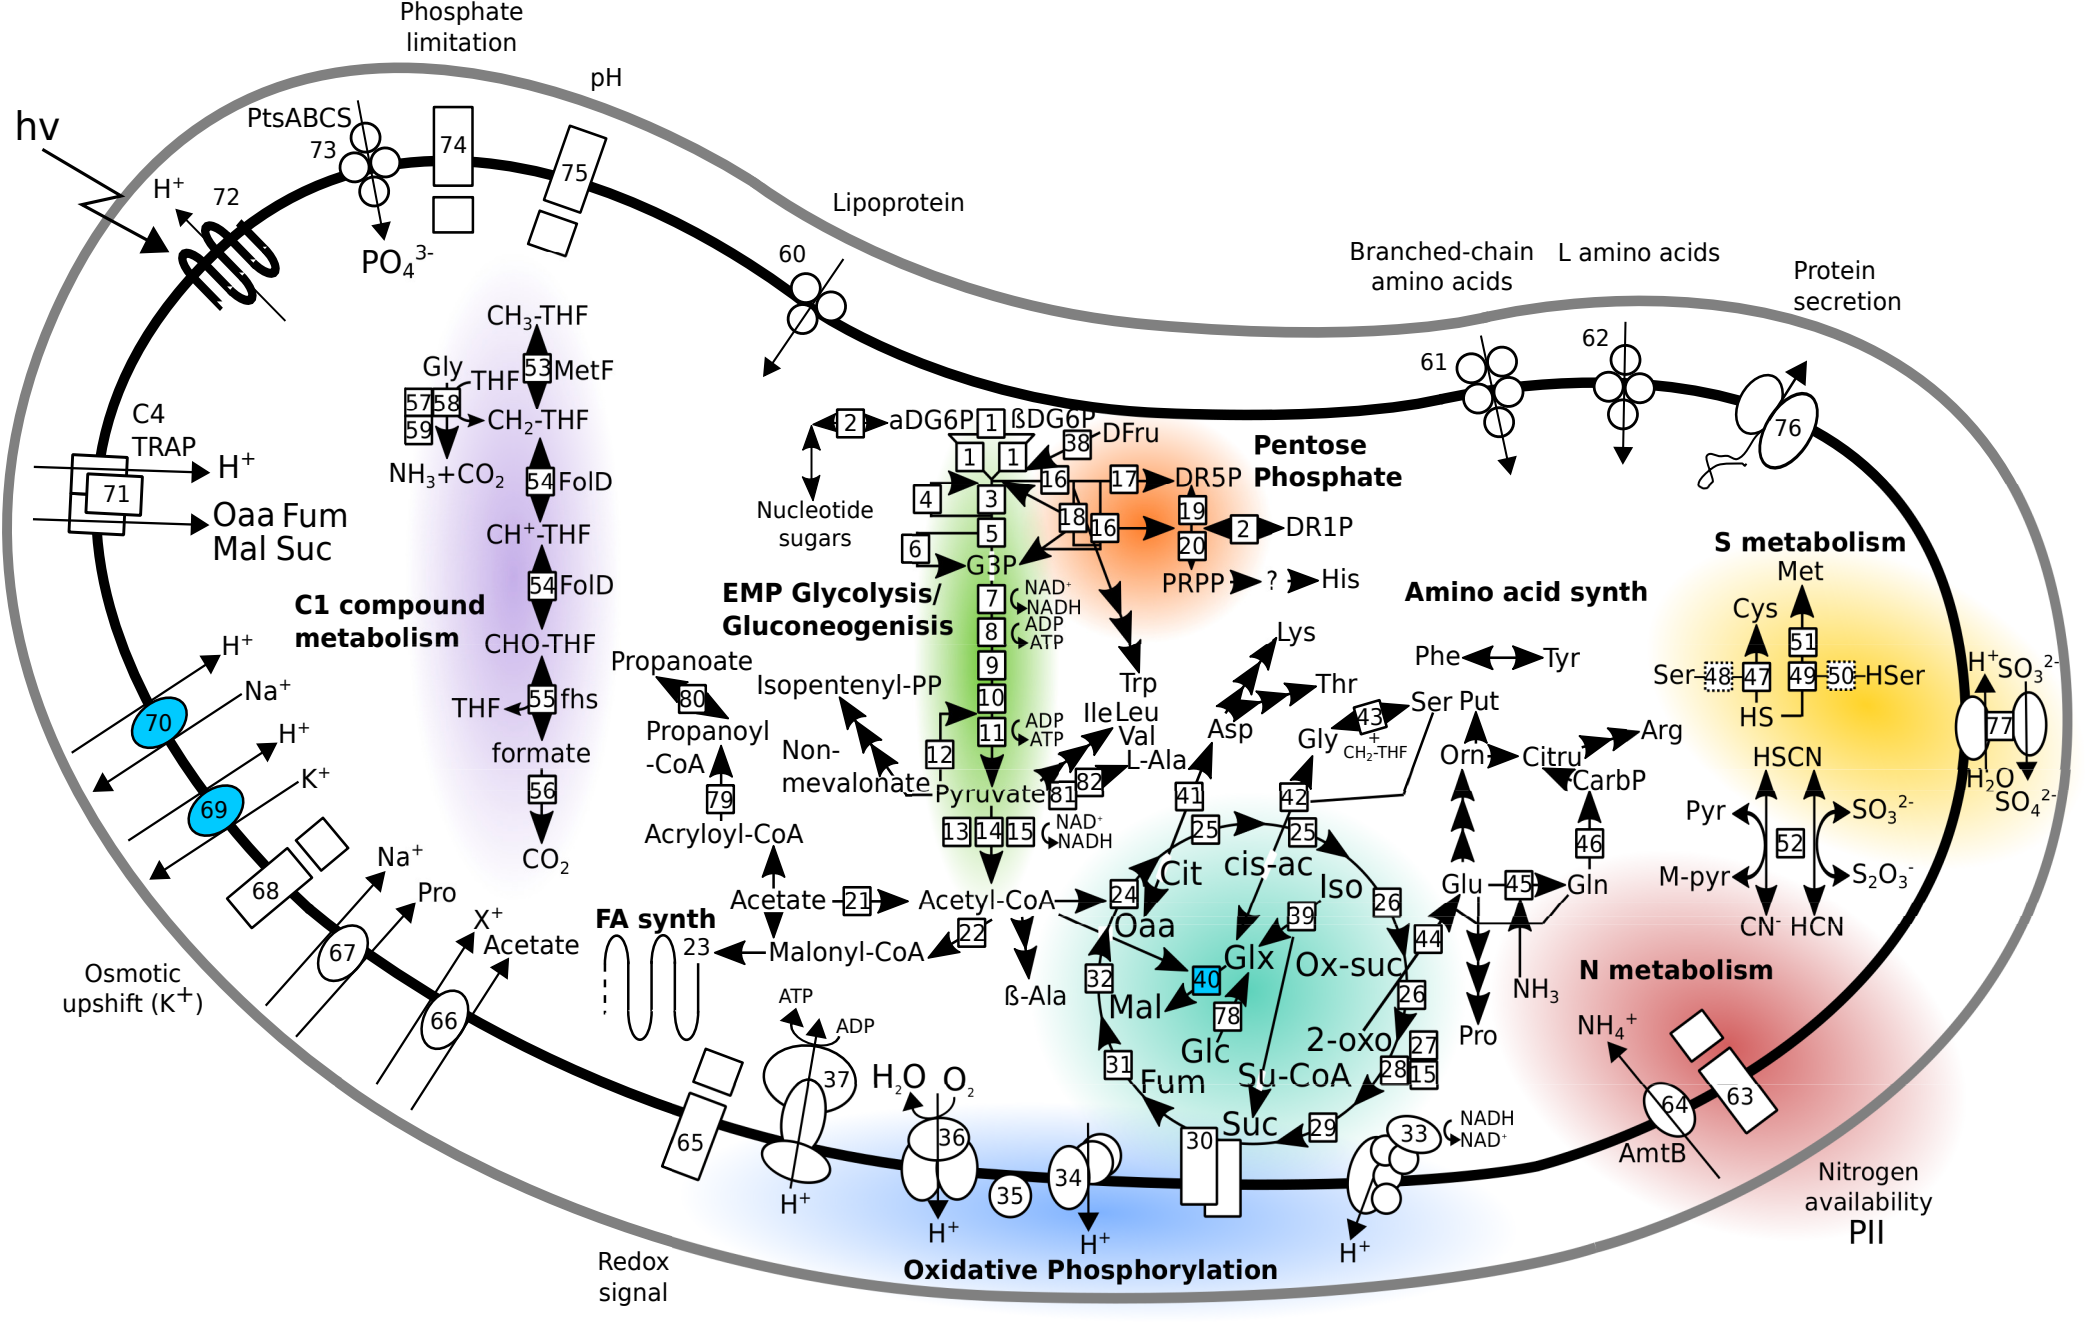 Phosphate
limitation
pH
hν
PtsABCS
73
74
75
H⁺
72
PO₄³⁻
Lipoprotein
60
Branched-chain
amino acids
L amino acids
Protein
secretion
61
62
76
CH₃-THF
Gly
THF
53
MetF
57
58
59
CH₂-THF
NH₃+CO₂
54
FolD
CH⁺-THF
54
FolD
C1 compound
metabolism
CHO-THF
THF
55
fhs
formate
56
CO₂
C4
TRAP
H⁺
71
Oaa Fum
Mal Suc
H⁺
Na⁺
70
H⁺
K⁺
69
68
Na⁺
Pro
67
X⁺
Acetate
66
Osmotic
upshift (K⁺)
2
aDG6P
1
ßDG6P
1
1
38
DFru
Nucleotide
sugars
4
3
16
17
DR5P
Pentose
Phosphate
5
18
16
19
2
DR1P
6
20
G3P
PRPP
?
His
EMP Glycolysis/
Gluconeogenisis
7
NAD⁺
NADH
8
ADP
ATP
9
10
11
ADP
ATP
12
Trp
Propanoate
80
Propanoyl
-CoA
79
Acryloyl-CoA
Isopentenyl-PP
Non-
mevalonate
Pyruvate
81
82
Ile Leu
Val
L-Ala
13
14
15
NAD⁺
NADH
Lys
Thr
Asp
Amino acid synth
Phe
Tyr
Ser Put
43
Gly
+
CH₂-THF
Orn
Citru
Arg
CarbP
41
42
46
Glu
45
Gln
44
NH₃
Pro
Acetate
21
Acetyl-CoA
22
Malonyl-CoA
23
FA synth
ß-Ala
24
25
25
26
Cit
cis-ac
Iso
39
Oaa
Glx
Ox-suc
32
40
26
Mal
78
Glc
2-oxo
27
28
15
31
Fum
Su-CoA
Suc
29
30
S metabolism
Met
Cys
51
Ser
48
47
49
50
HSer
HS
HSCN
Pyr
SO₃²⁻
52
M-pyr
S₂O₃⁻
CN⁻ HCN
H⁺
SO₃²⁻
77
H₂O
SO₄²⁻
N metabolism
NH₄⁺
64
63
AmtB
Nitrogen
availability
PII
ATP
ADP
37
H⁺
65
H₂O
O₂
36
H⁺
35
34
H⁺
33
NADH
NAD⁺
H⁺
Redox
signal
Oxidative Phosphorylation